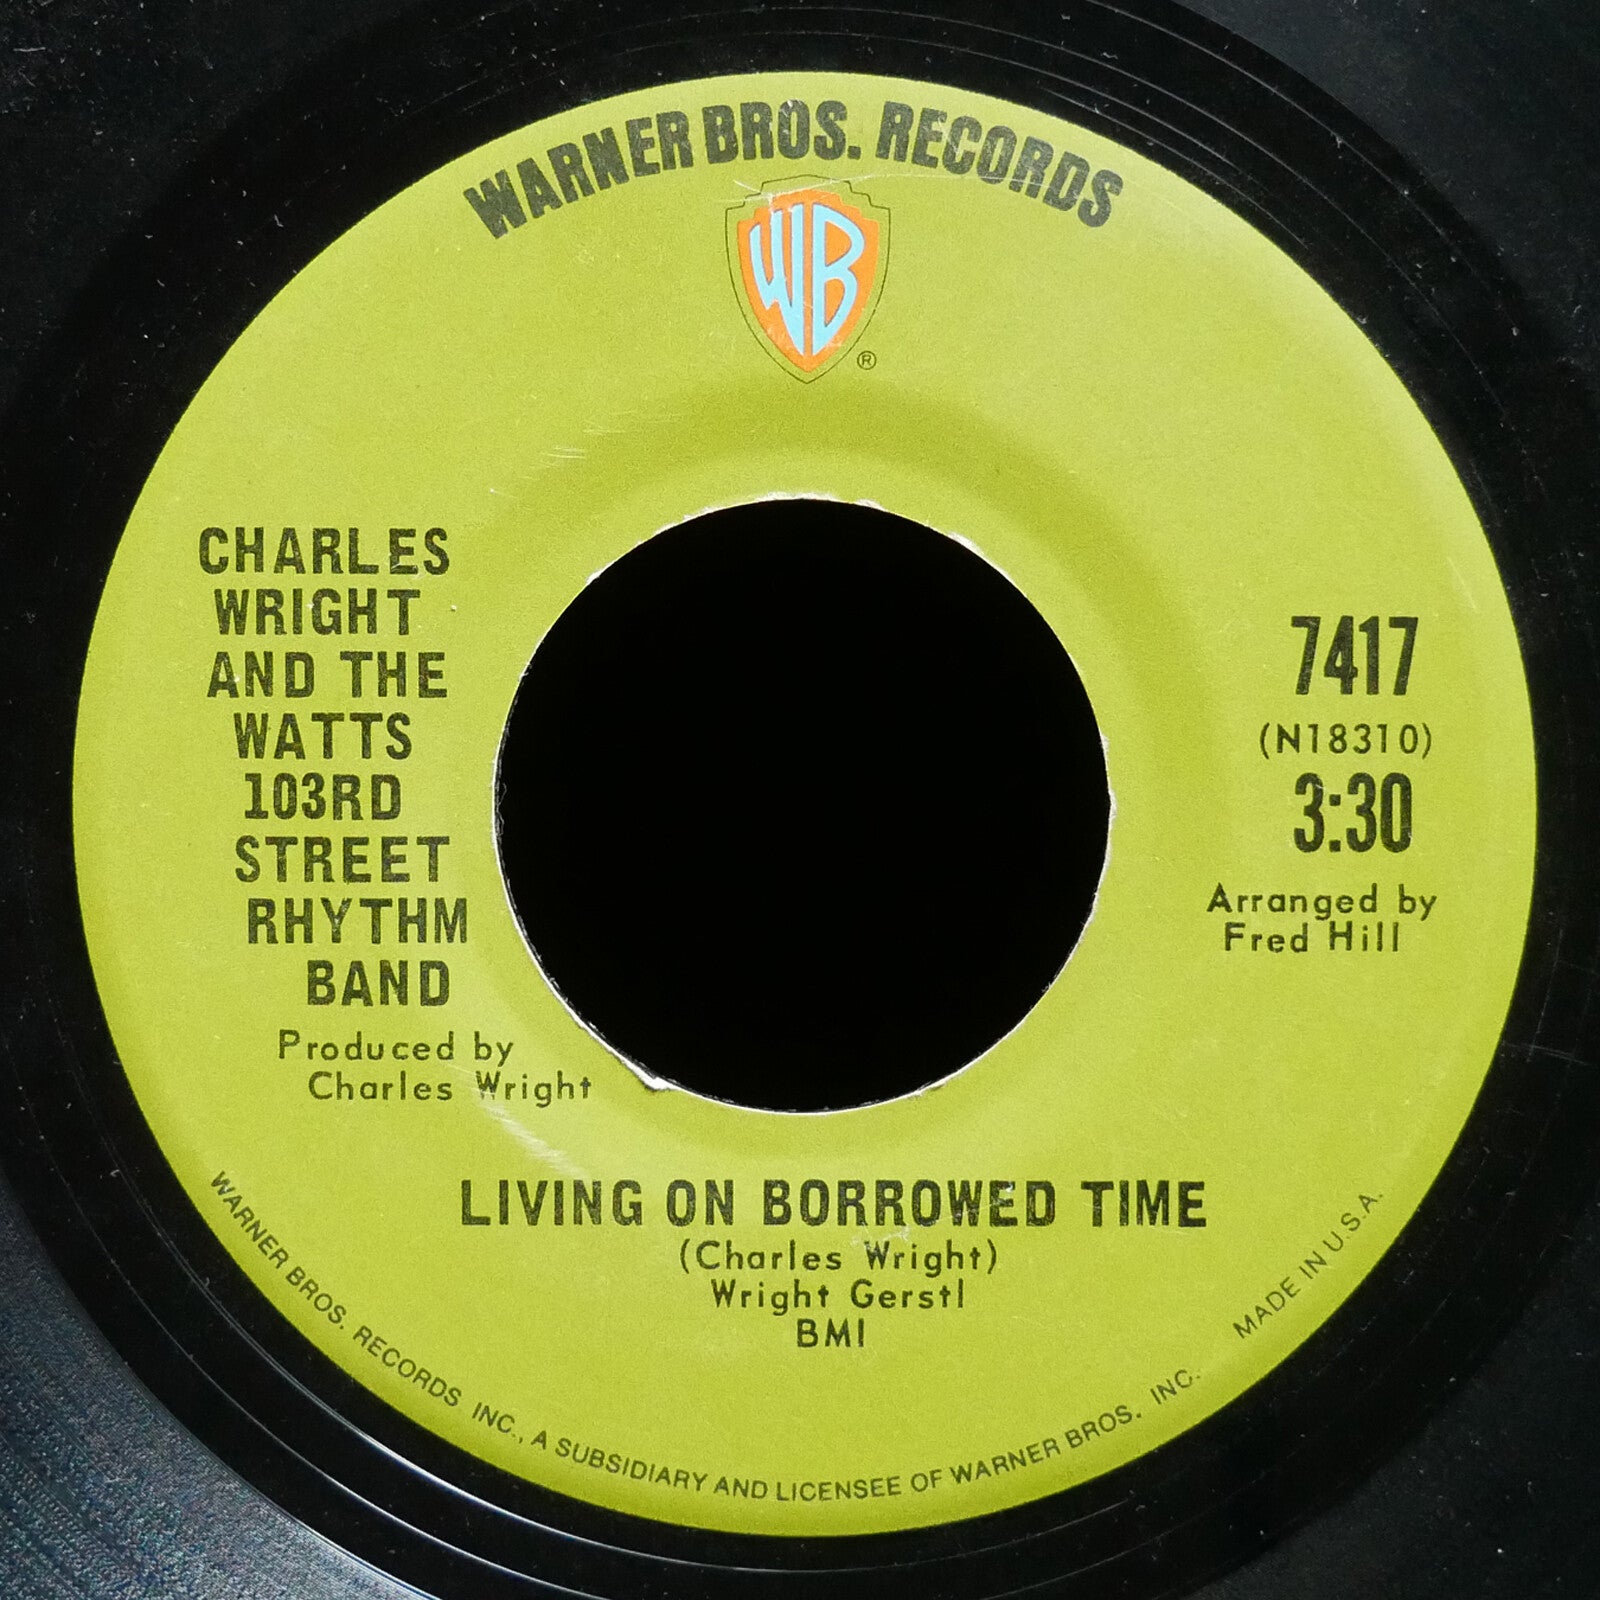 WARNER BROS. RECORDS
WB
®
CHARLES
WRIGHT
AND THE
WATTS
103RD
STREET
RHYTHM
BAND
Produced by
Charles Wright
7417
(N18310)
3:30
Arranged by
Fred Hill
LIVING ON BORROWED TIME
(Charles Wright)
Wright Gerstl
BMI
WARNER BROS. RECORDS INC., A SUBSIDIARY AND LICENSEE OF WARNER BROS. INC.
MADE IN U.S.A.